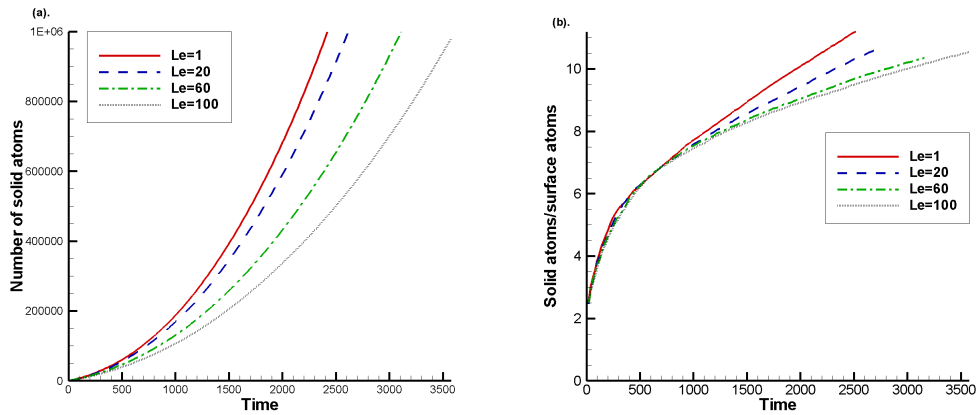 (a).
1E+06
800000
600000
400000
200000
0
0
500
1000
1500
2000
2500
3000
3500
Time
Number of solid atoms
Le=1
Le=20
Le=60
Le=100
(b).
10
8
6
4
2
0
0
500
1000
1500
2000
2500
3000
3500
Time
Solid atoms/surface atoms
Le=1
Le=20
Le=60
Le=100